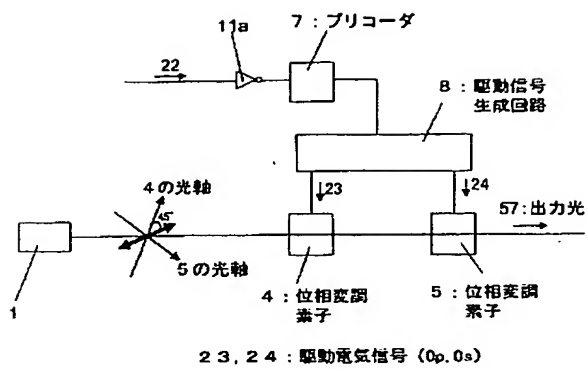 11a
7：プリコーダ
22
8：駆動信号
生成回路
23
24
4の光軸
45°
57：出力光
5の光軸
1
4：位相変調
素子
5：位相変調
素子
23，24：駆動電気信号（Dp，Ds）